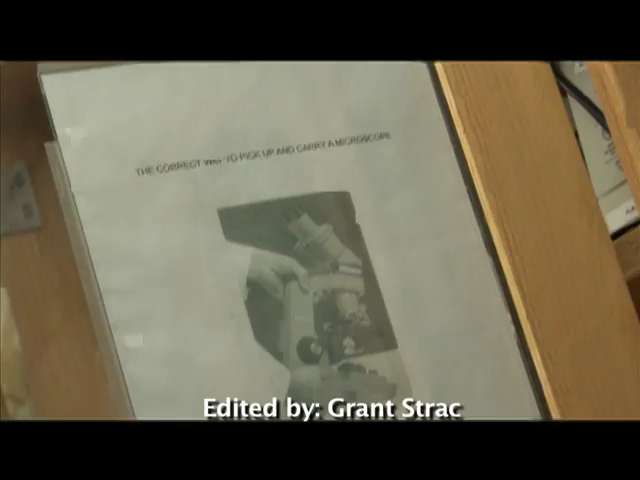 THE CORRECT WAY TO PICK UP AND CARRY A MICROSCOPE
Edited by: Grant Strac